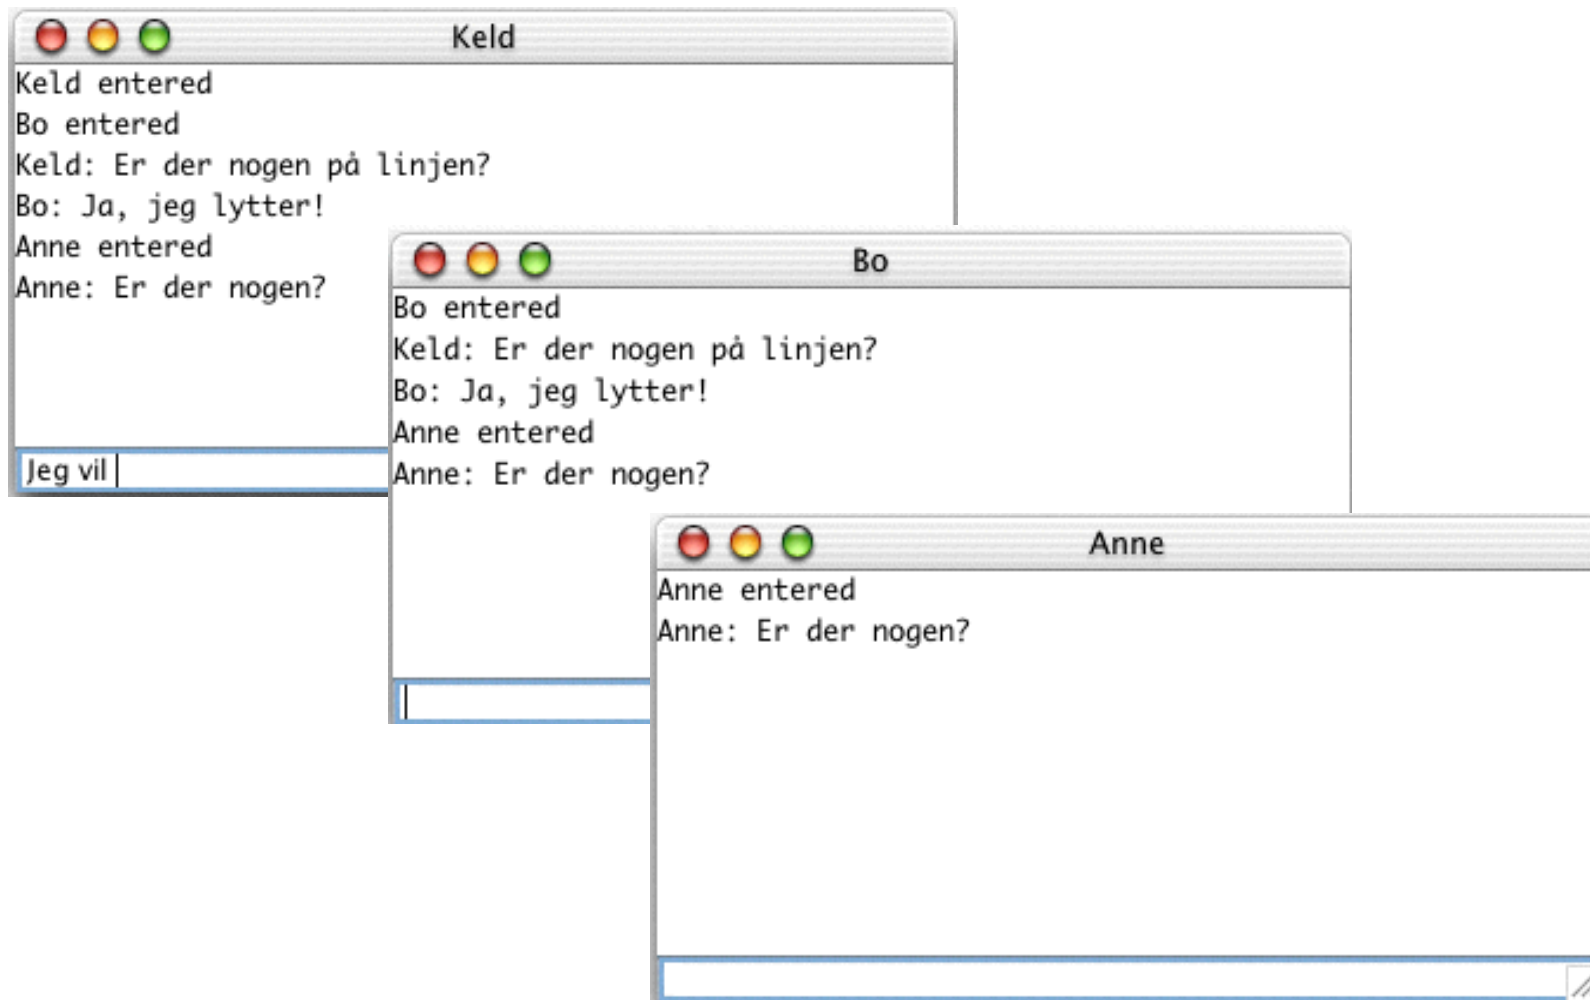 Keld
Keld entered
Bo entered
Keld: Er der nogen på linjen?
Bo: Ja, jeg lytter!
Anne entered
Anne: Er der nogen?
Jeg vil
Bo
Bo entered
Keld: Er der nogen på linjen?
Bo: Ja, jeg lytter!
Anne entered
Anne: Er der nogen?
Anne
Anne entered
Anne: Er der nogen?